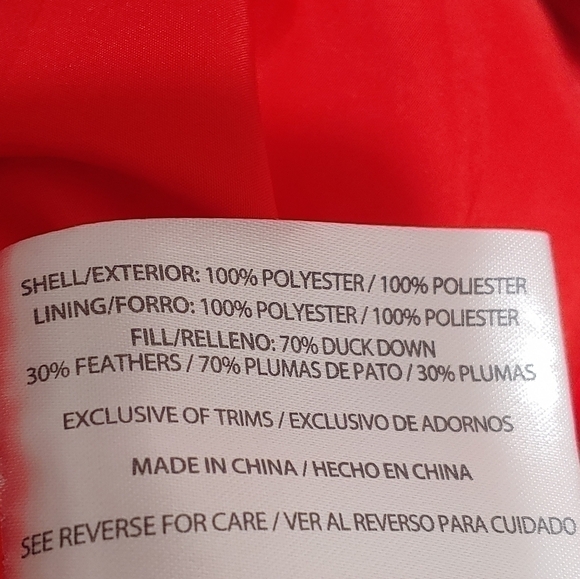 SHELL/EXTERIOR: 100% POLYESTER / 100% POLIESTER
LINING/FORRO: 100% POLYESTER / 100% POLIESTER
FILL/RELLENO: 70% DUCK DOWN
30% FEATHERS / 70% PLUMAS DE PATO / 30% PLUMAS
EXCLUSIVE OF TRIMS / EXCLUSIVO DE ADORNOS
MADE IN CHINA / HECHO EN CHINA
SEE REVERSE FOR CARE / VER AL REVERSO PARA CUIDADO